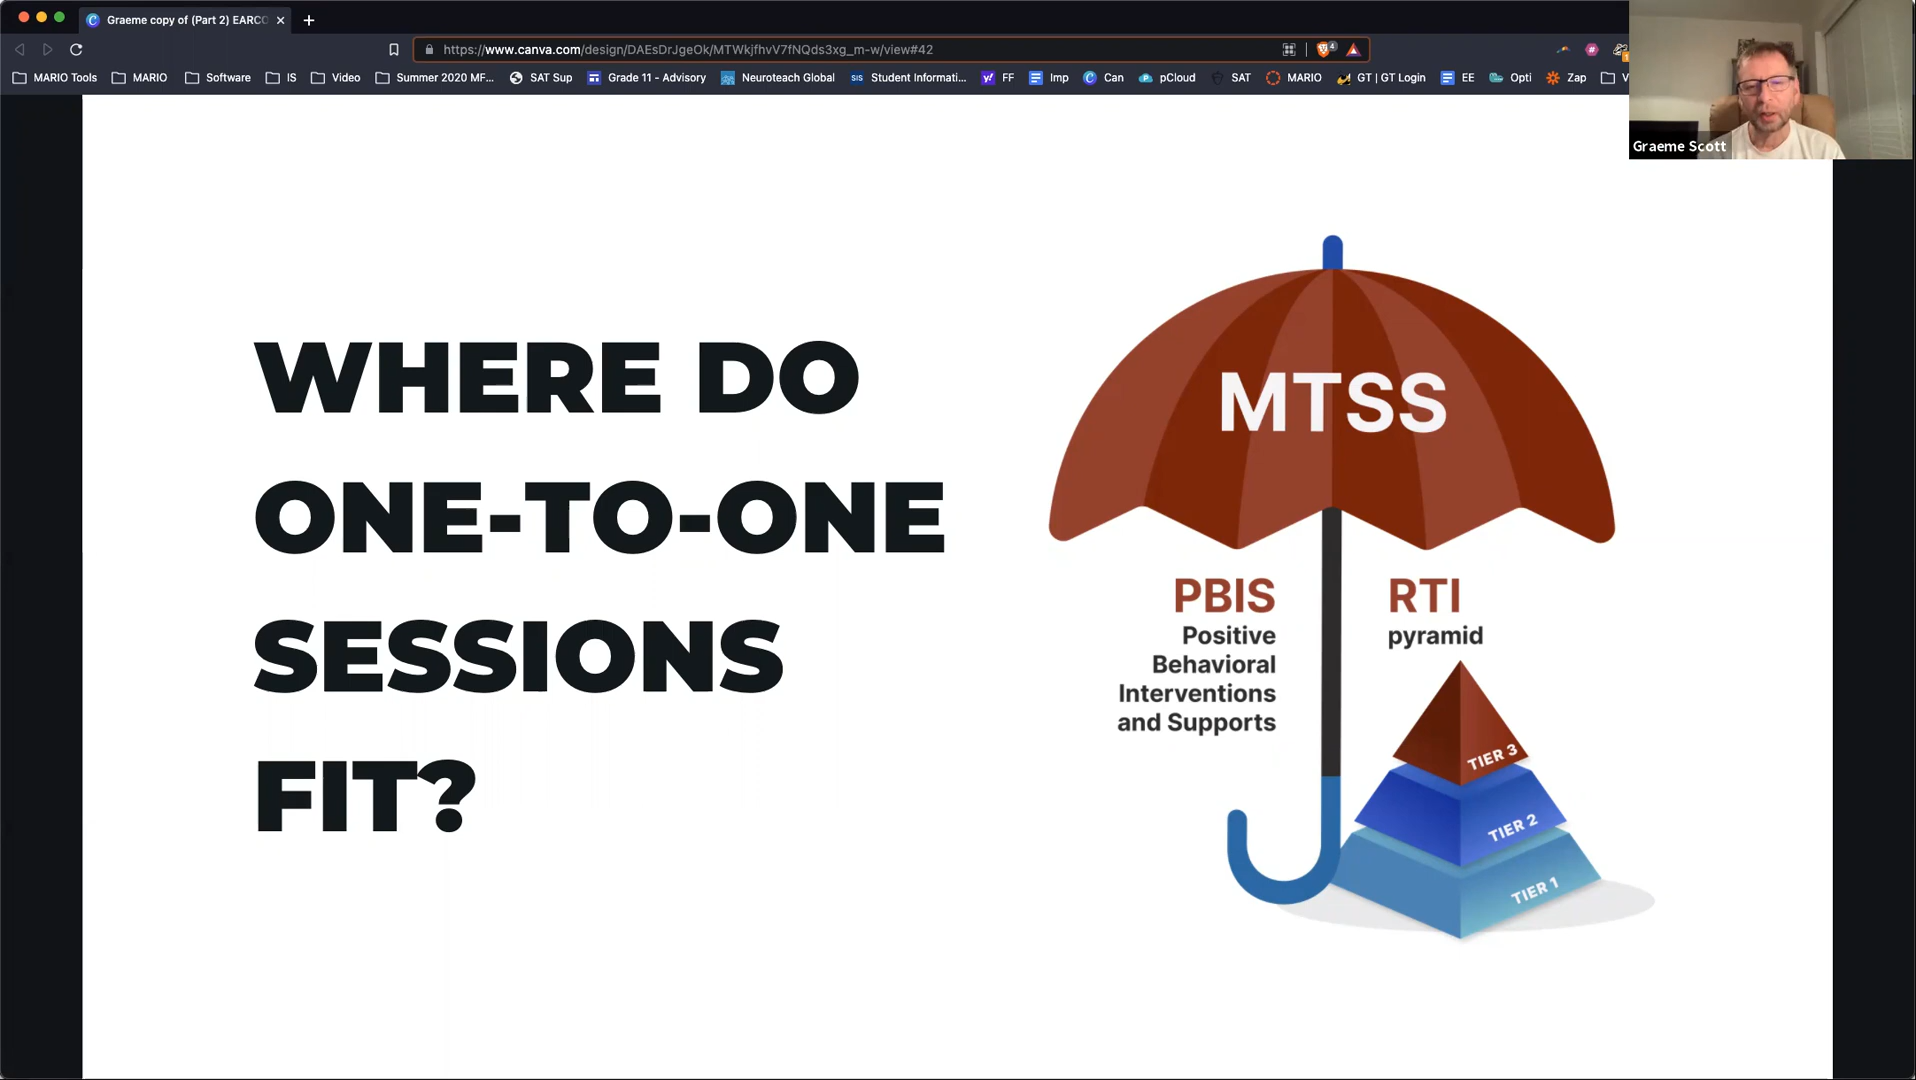 Graeme copy of (Part 2) EARCO
https://www.canva.com/design/DAEsDrJgeOk/MTWkjfhvV7fNQds3xg_m-w/view#42
4
MARIO Tools
MARIO
Software
IS
Video
Summer 2020 MF...
SAT Sup
Grade 11 - Advisory
Neuroteach Global
SIS
Student Informati...
FF
Imp
Can
pCloud
SAT
MARIO
GT | GT Login
EE
Opti
Zap
V
Graeme Scott
WHERE DO
ONE-TO-ONE
SESSIONS
FIT?
MTSS
PBIS
Positive
Behavioral
Interventions
and Supports
RTI
pyramid
TIER 3
TIER 2
TIER 1